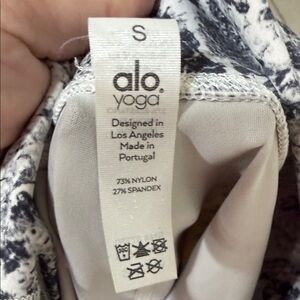 S
alo.
yoga
Designed in
Los Angeles
Made in
Portugal
73% NYLON
27% SPANDEX